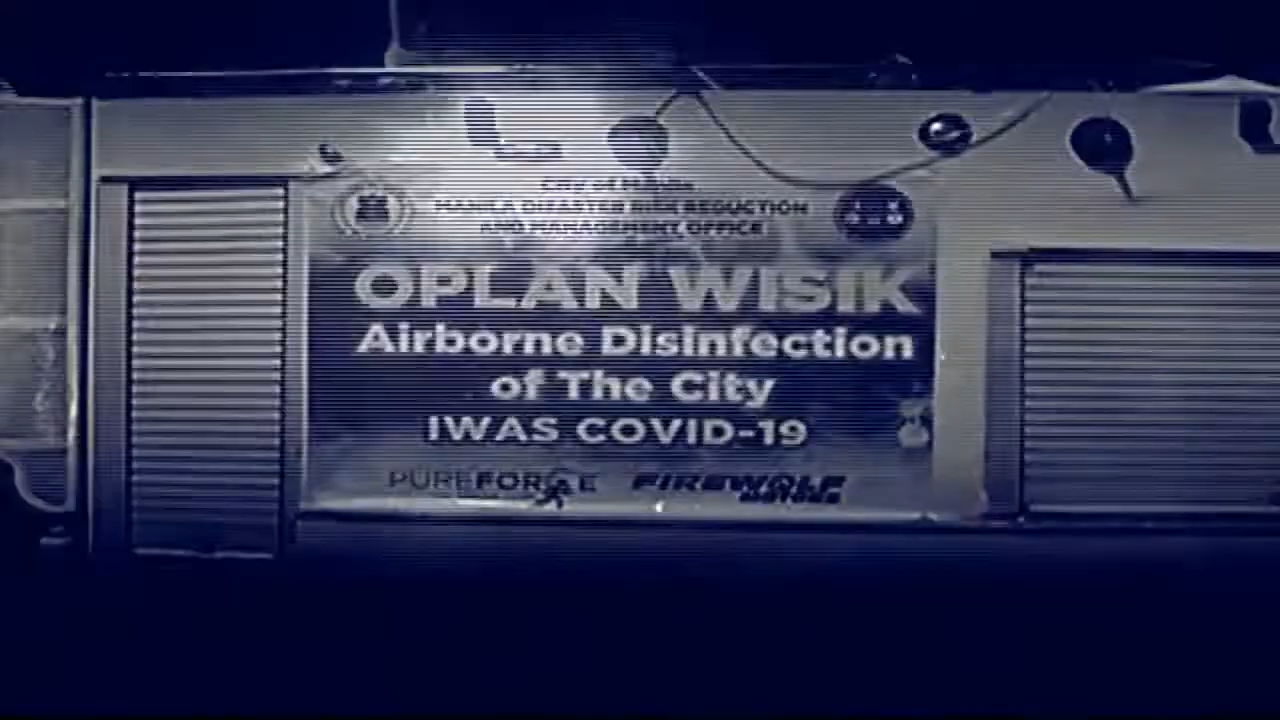 City of Manila
MANILA DISASTER RISK REDUCTION
AND MANAGEMENT OFFICE
OPLAN WISIK
Airborne Disinfection
of The City
IWAS COVID-19
PUREFORCE
FIREWOLF